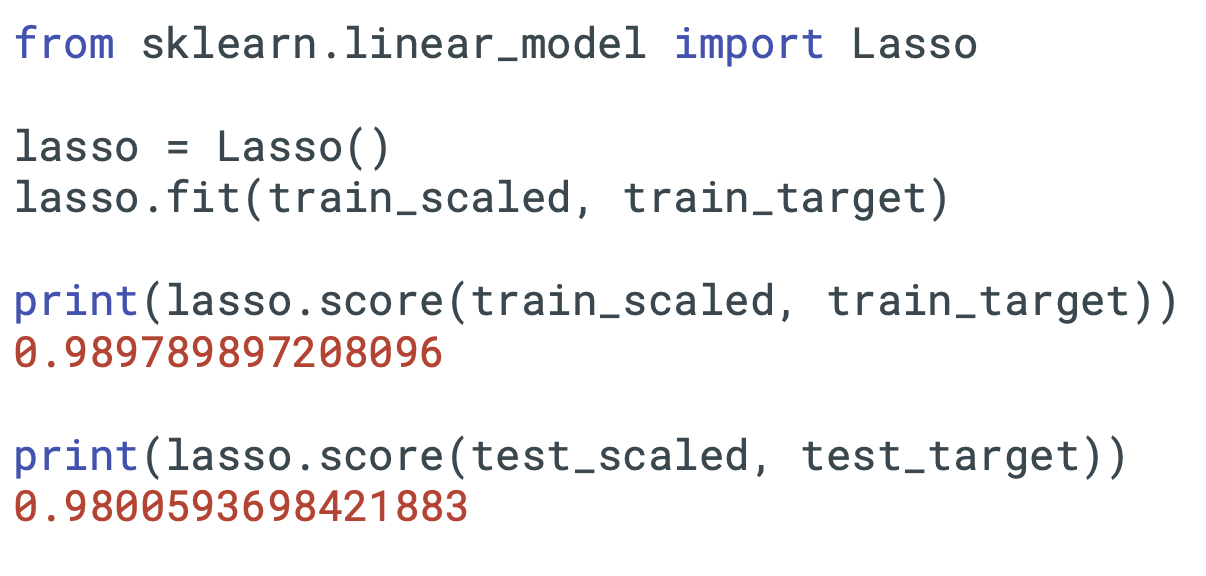 from sklearn.linear_model import Lasso
lasso = Lasso()
lasso.fit(train_scaled, train_target)
print(lasso.score(train_scaled, train_target))
0.989789897208096
print(lasso.score(test_scaled, test_target))
0.9800593698421883